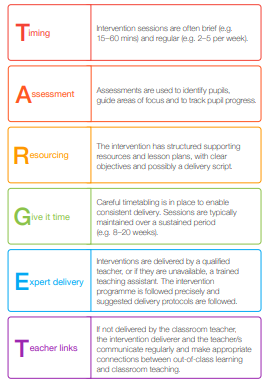 Timing
Intervention sessions are often brief (e.g.
15–60 mins) and regular (e.g. 2–5 per week).
Assessment
Assessments are used to identify pupils,
guide areas of focus and to track pupil progress.
Resourcing
The intervention has structured supporting
resources and lesson plans, with clear
objectives and possibly a delivery script.
Give it time
Careful timetabling is in place to enable
consistent delivery. Sessions are typically
maintained over a sustained period
(e.g. 8–20 weeks).
Expert delivery
Interventions are delivered by a qualified
teacher, or if they are unavailable, a trained
teaching assistant. The intervention
programme is followed precisely and
suggested delivery protocols are followed.
Teacher links
If not delivered by the classroom teacher,
the intervention deliverer and the teacher/s
communicate regularly and make appropriate
connections between out-of-class learning
and classroom teaching.